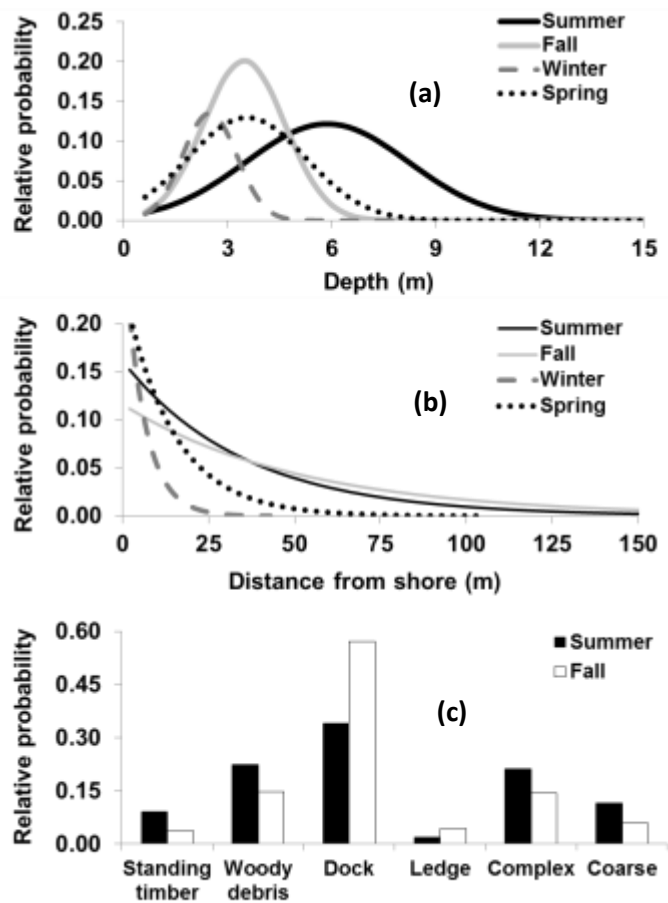 Relative probability
0.25
0.20
0.15
0.10
0.05
0.00
Summer
Fall
Winter
Spring
(a)
0 3 6 9 12 15
Depth (m)
Relative probability
0.20
0.15
0.10
0.05
0.00
Summer
Fall
Winter
Spring
(b)
0 25 50 75 100 125 150
Distance from shore (m)
Relative probability
0.60
0.45
0.30
0.15
0.00
Summer
Fall
(c)
Standing timber
Woody debris
Dock
Ledge
Complex
Coarse